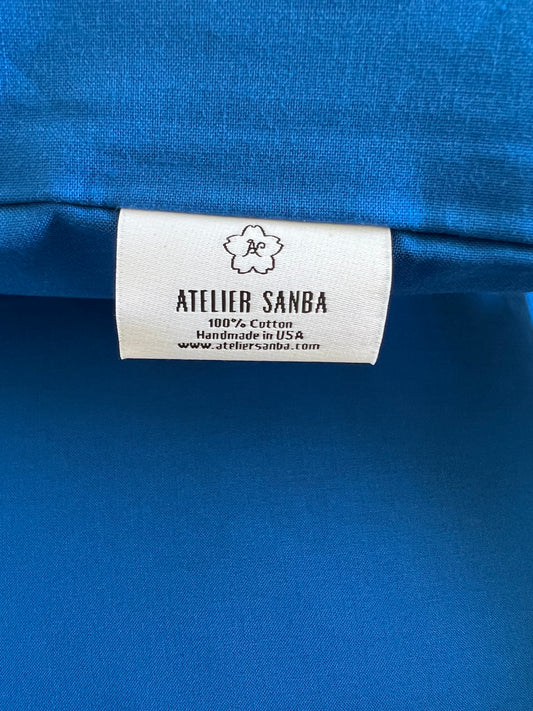 ATELIER SANBA
100% Cotton
Handmade in USA
www.ateliersanba.com